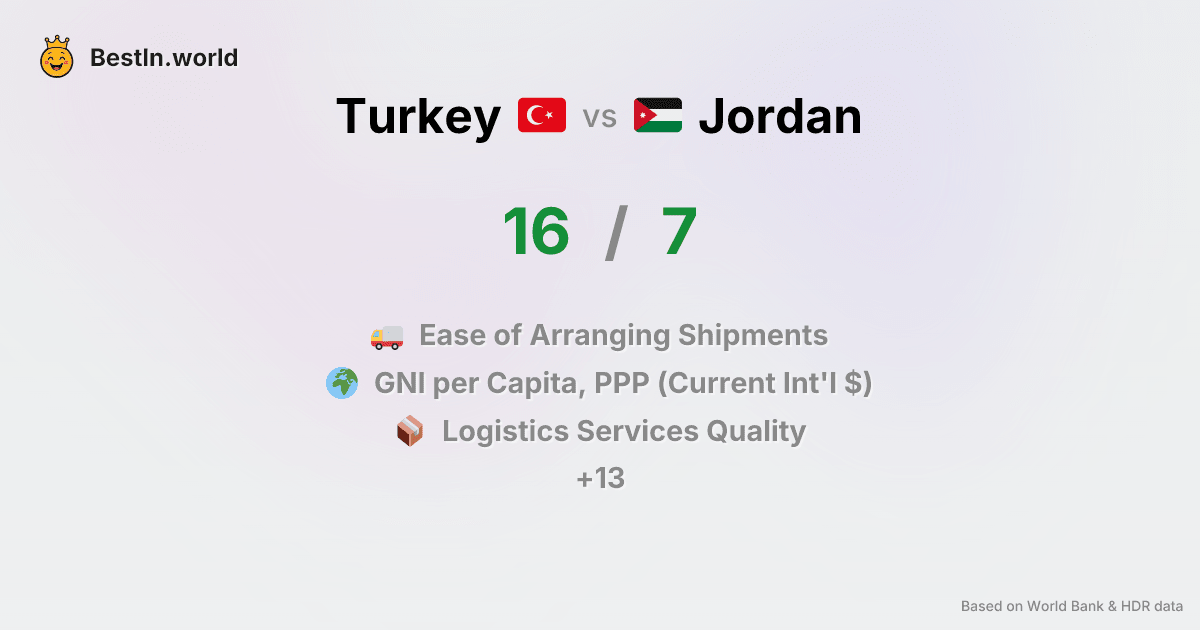 BestIn.world
Turkey vs Jordan
16 / 7
Ease of Arranging Shipments
GNI per Capita, PPP (Current Int'l $)
Logistics Services Quality
+13
Based on World Bank & HDR data